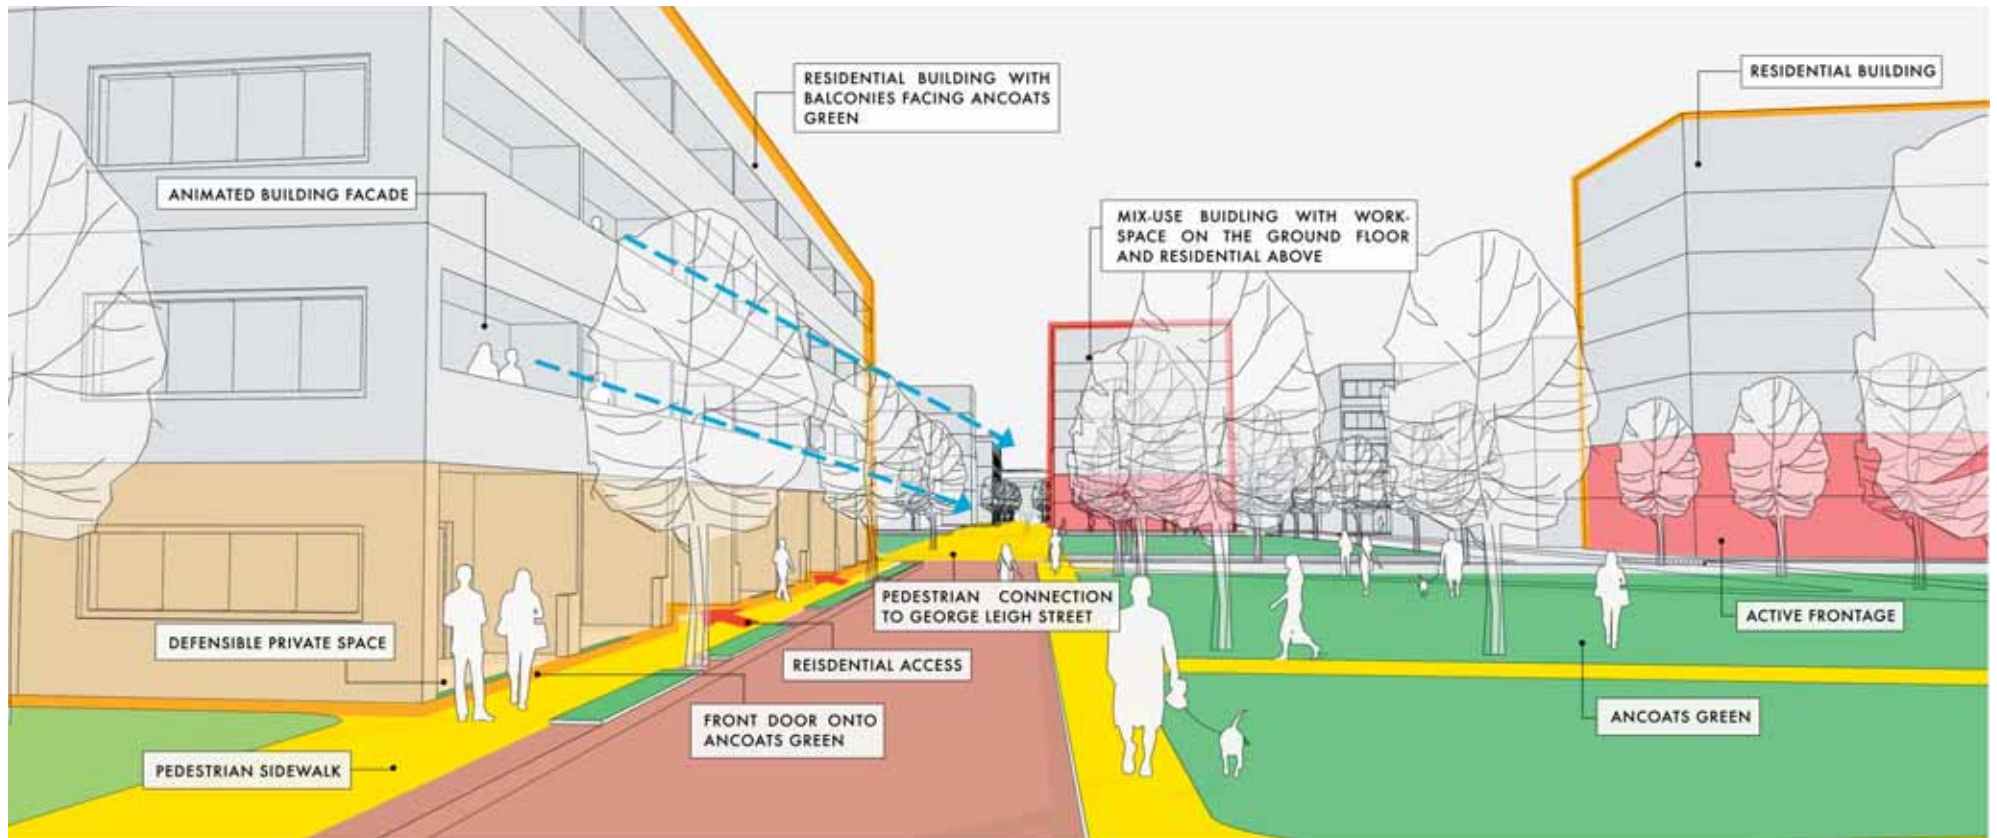 RESIDENTIAL BUILDING WITH
BALCONIES FACING ANCOATS
GREEN
RESIDENTIAL BUILDING
ANIMATED BUILDING FACADE
MIX-USE BUIDLING WITH WORK-
SPACE ON THE GROUND FLOOR
AND RESIDENTIAL ABOVE
PEDESTRIAN CONNECTION
TO GEORGE LEIGH STREET
ACTIVE FRONTAGE
DEFENSIBLE PRIVATE SPACE
REISDENTIAL ACCESS
FRONT DOOR ONTO
ANCOATS GREEN
ANCOATS GREEN
PEDESTRIAN SIDEWALK